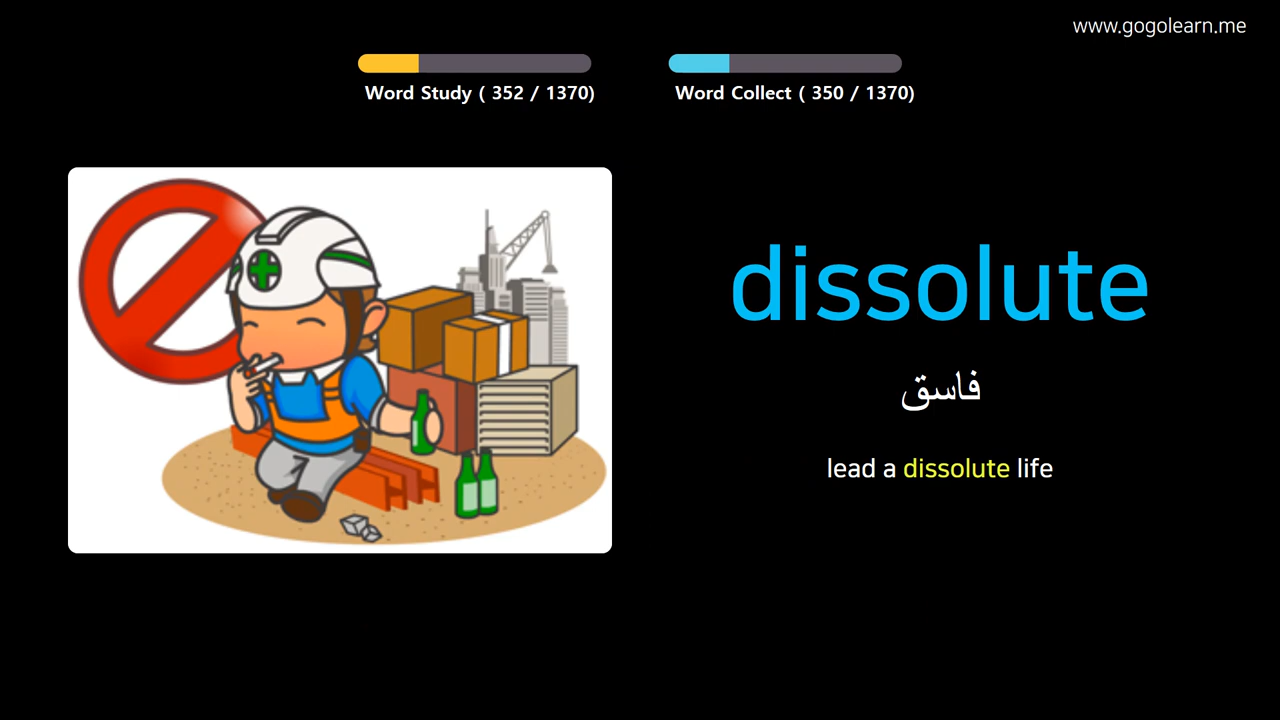 www.gogolearn.me
Word Study ( 352 / 1370)
Word Collect ( 350 / 1370)
dissolute
فاسق
lead a dissolute life